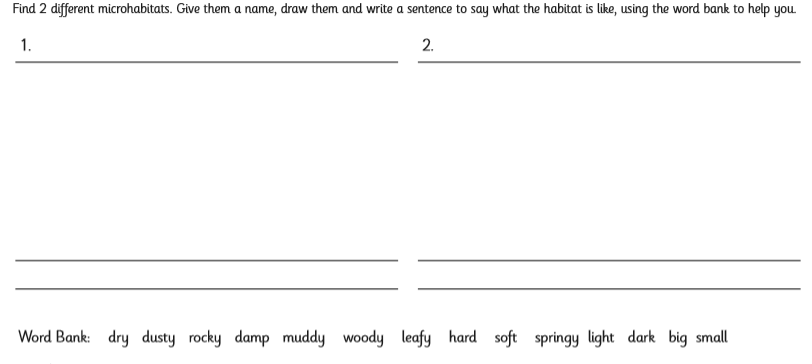 Find 2 different microhabitats. Give them a name, draw them and write a sentence to say what the habitat is like, using the word bank to help you.
1. 2.
Word Bank: dry dusty rocky damp muddy woody leafy hard soft springy light dark big small